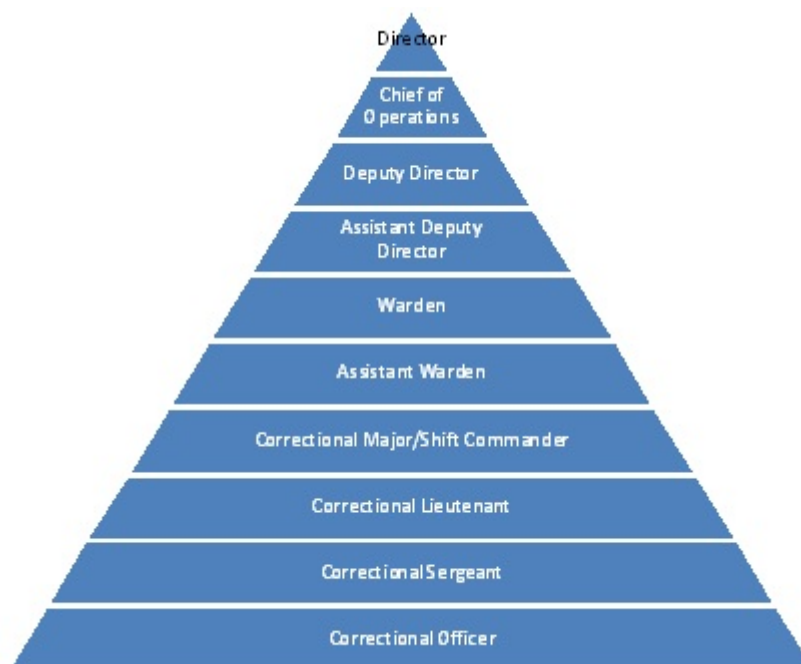 Director
Chief of
Operations
Deputy Director
Assistant Deputy
Director
Warden
Assistant Warden
Correctional Major/Shift Commander
Correctional Lieutenant
Correctional Sergeant
Correctional Officer